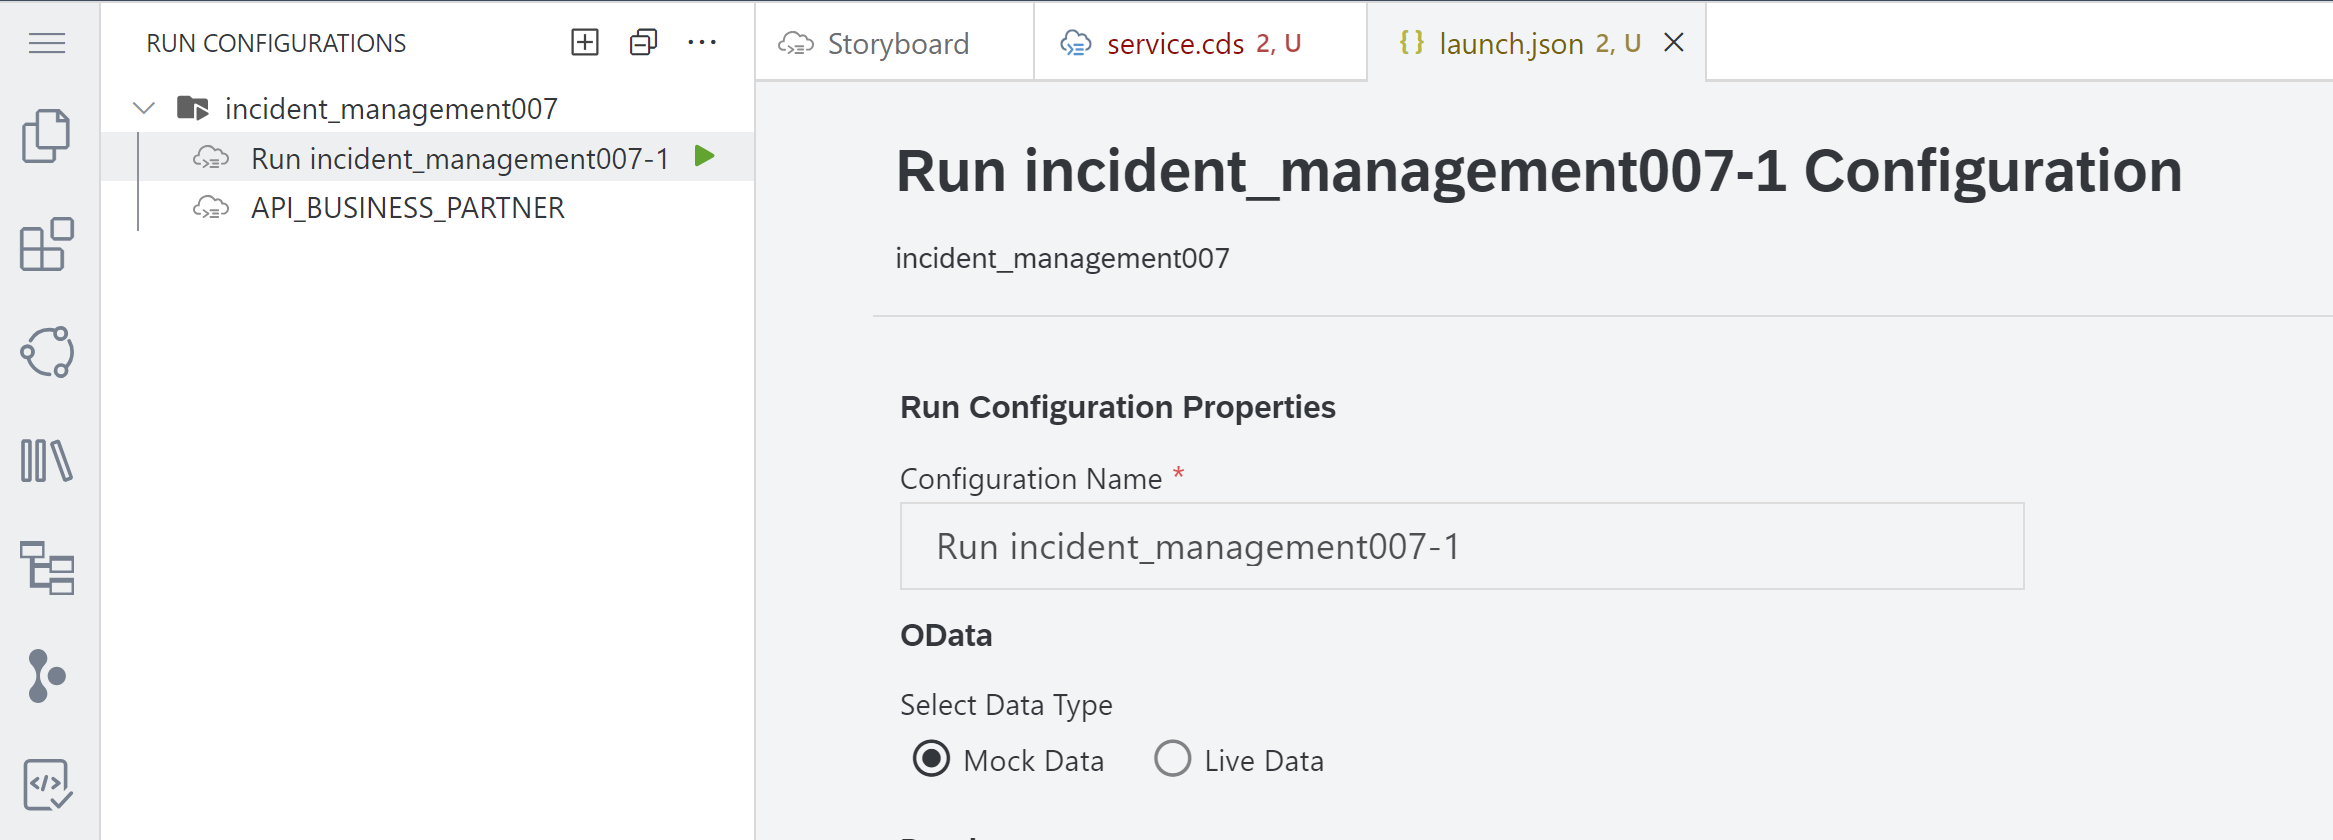 RUN CONFIGURATIONS
incident_management007
Run incident_management007-1
API_BUSINESS_PARTNER
Storyboard
service.cds 2, U
launch.json 2, U
Run incident_management007-1 Configuration
incident_management007
Run Configuration Properties
Configuration Name *
Run incident_management007-1
OData
Select Data Type
Mock Data
Live Data